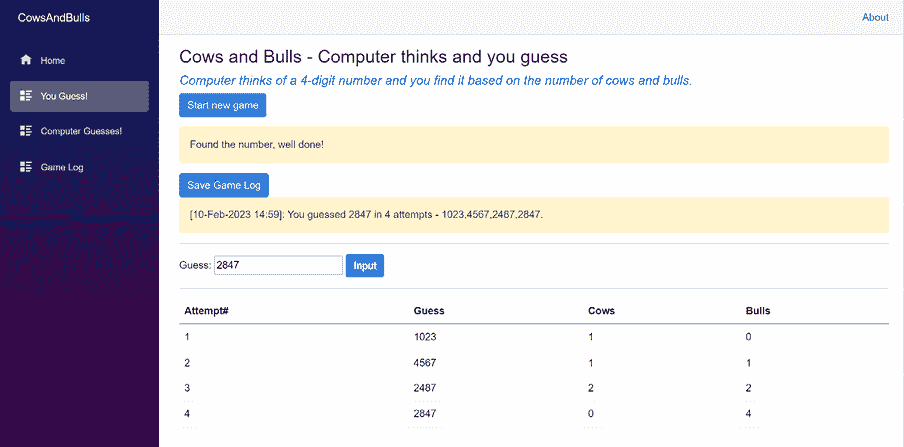 CowsAndBulls
About
Home
You Guess!
Computer Guesses!
Game Log
Cows and Bulls - Computer thinks and you guess
Computer thinks of a 4-digit number and you find it based on the number of cows and bulls.
Start new game
Found the number, well done!
Save Game Log
[10-Feb-2023 14:59]: You guessed 2847 in 4 attempts - 1023,4567,2487,2847.
Guess: 2847 Input
Attempt# Guess Cows Bulls
1 1023 1 0
2 4567 1 1
3 2487 2 2
4 2847 0 4